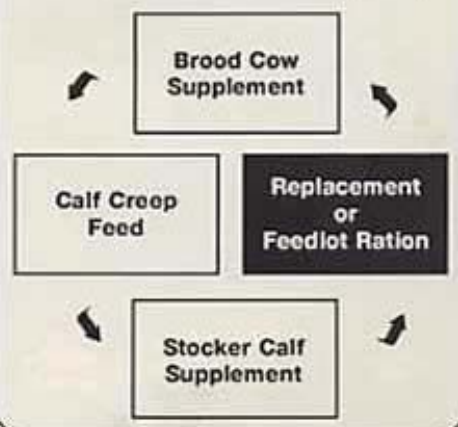 Brood Cow
Supplement
Calf Creep
Feed
Replacement
or
Feedlot Ration
Stocker Calf
Supplement